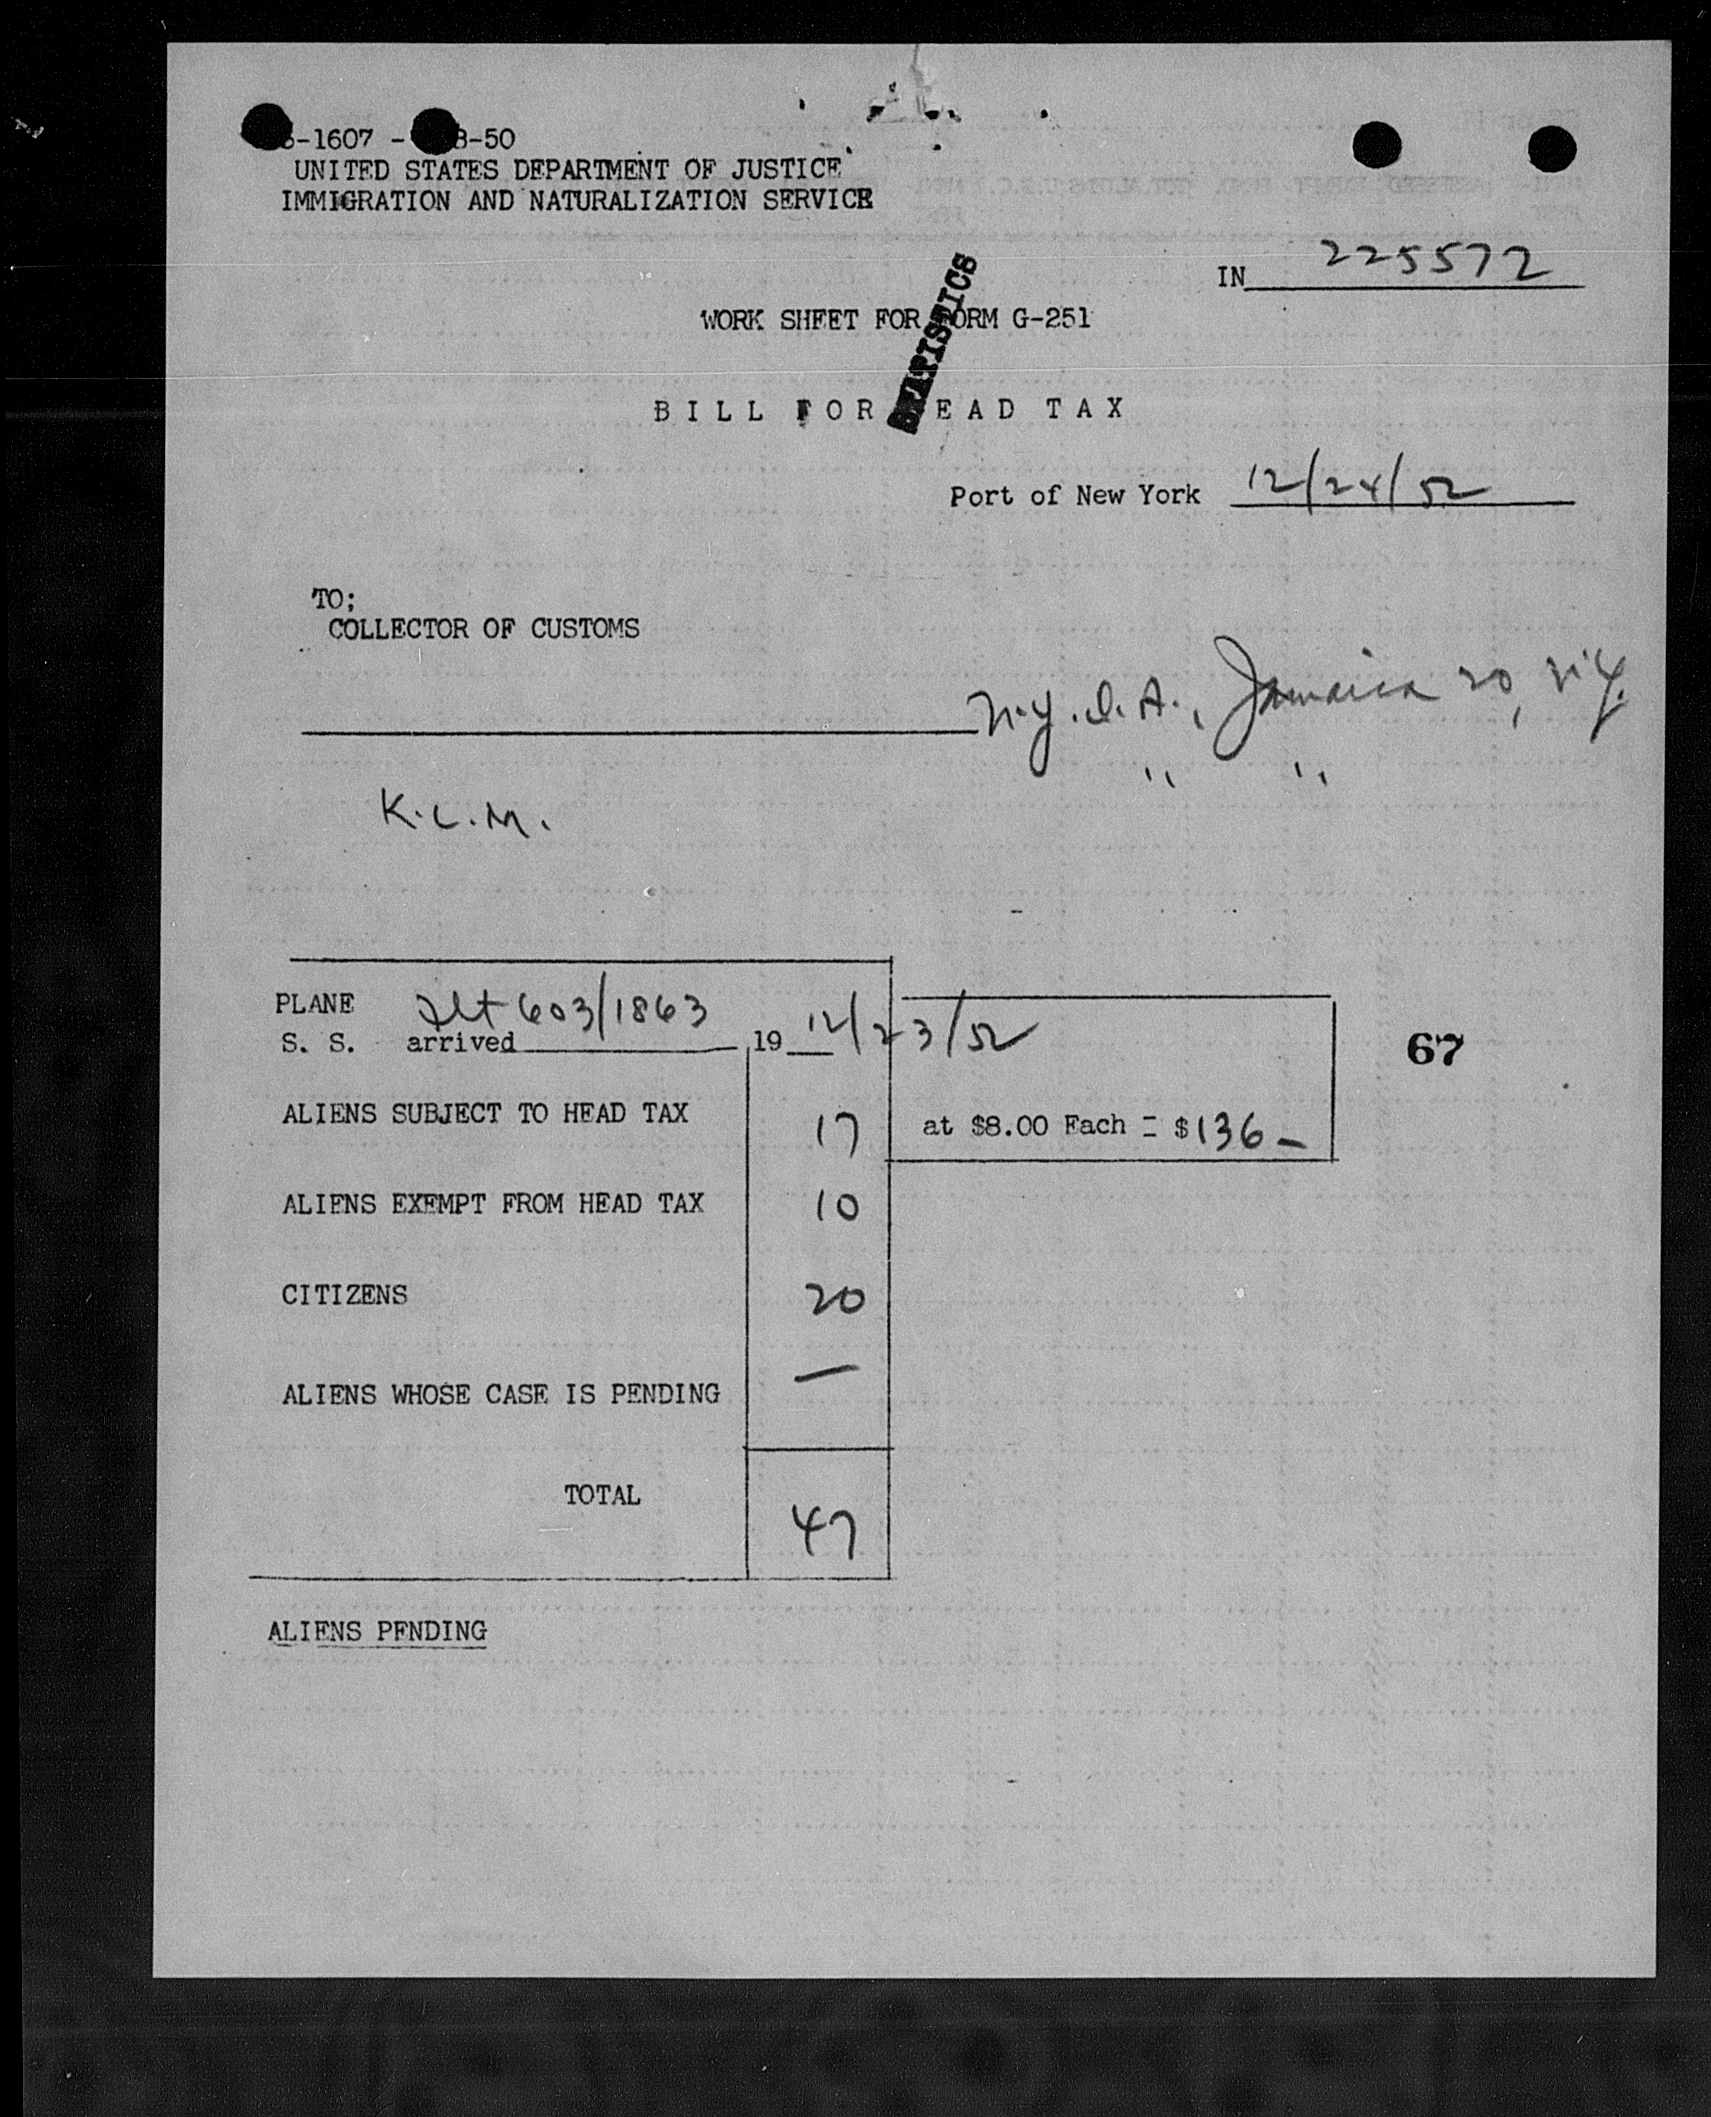 -1607 - 8-50
UNITED STATES DEPARTMENT OF JUSTICE
IMMIGRATION AND NATURALIZATION SERVICE
IN 225572
STATISTICS
WORK SHEET FOR FORM G-251
BILL FOR HEAD TAX
Port of New York 12/24/52
TO;
COLLECTOR OF CUSTOMS
N.Y.I.A., Jamaica 20, N.Y.
" "
K.L.M.
PLANE flt 603/1863
S. S. arrived 19 12/23/52
67
ALIENS SUBJECT TO HEAD TAX 17 at $8.00 Each = $136 –
ALIENS EXEMPT FROM HEAD TAX 10
CITIZENS 20
ALIENS WHOSE CASE IS PENDING —
TOTAL 47
ALIENS PENDING